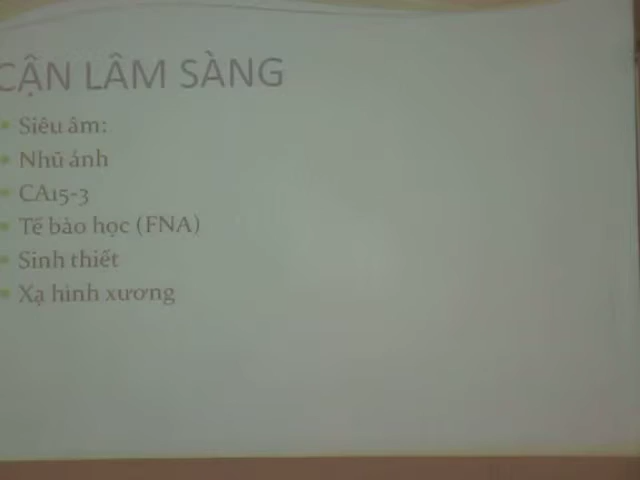 CẬN LÂM SÀNG
Siêu âm:
Nhũ ảnh
CA15-3
Tế bào học (FNA)
Sinh thiết
Xạ hình xương